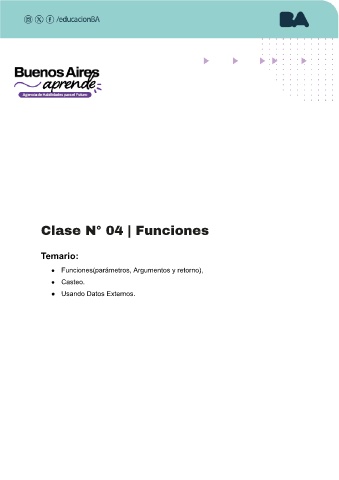 /educacionBA
BA
Buenos Aires
aprende
Agencia de Habilidades para el Futuro
Clase N° 04 | Funciones
Temario:
● Funciones(parámetros, Argumentos y retorno),
● Casteo.
● Usando Datos Externos.